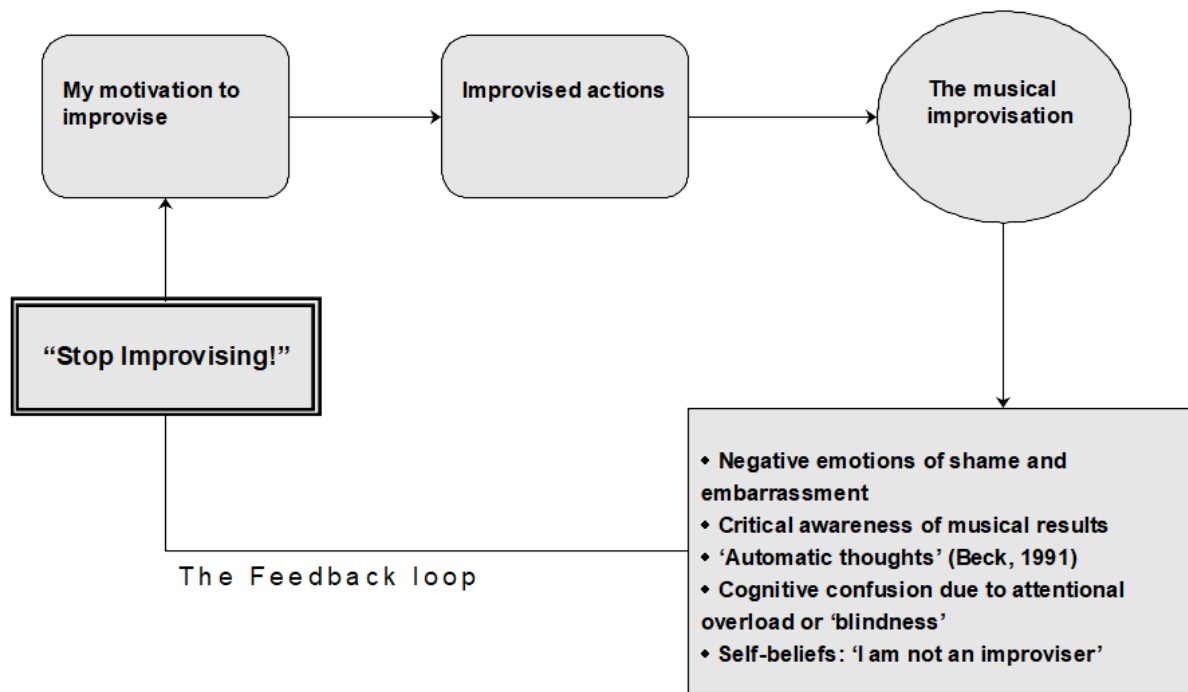 My motivation to
improvise
Improvised actions
The musical
improvisation
“Stop Improvising!”
• Negative emotions of shame and
embarrassment
• Critical awareness of musical results
• ‘Automatic thoughts’ (Beck, 1991)
• Cognitive confusion due to attentional
overload or ‘blindness’
• Self-beliefs: ‘I am not an improviser’
The Feedback loop